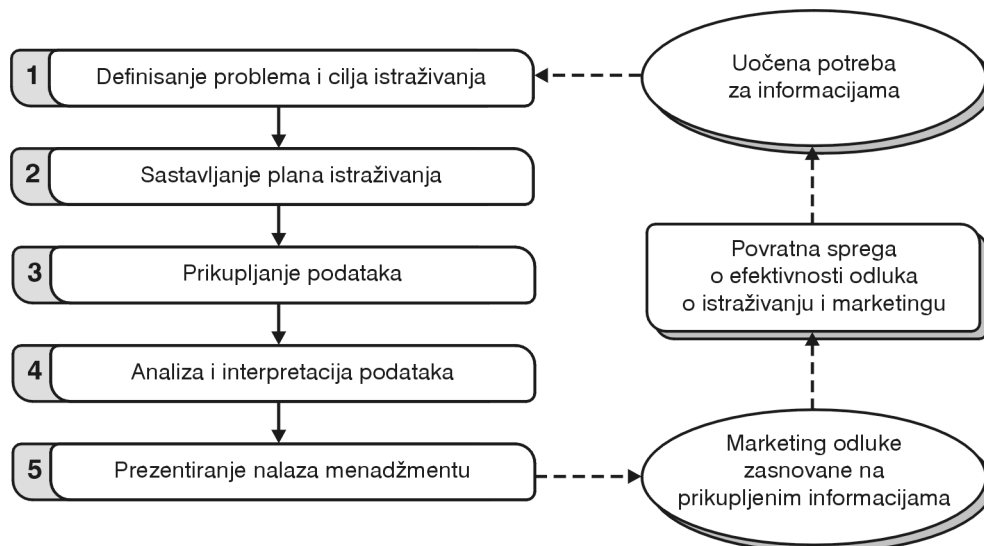 1 Definisanje problema i cilja istraživanja
2 Sastavljanje plana istraživanja
3 Prikupljanje podataka
4 Analiza i interpretacija podataka
5 Prezentiranje nalaza menadžmentu
Uočena potreba
za informacijama
Povratna sprega
o efektivnosti odluka
o istraživanju i marketingu
Marketing odluke
zasnovane na
prikupljenim informacijama